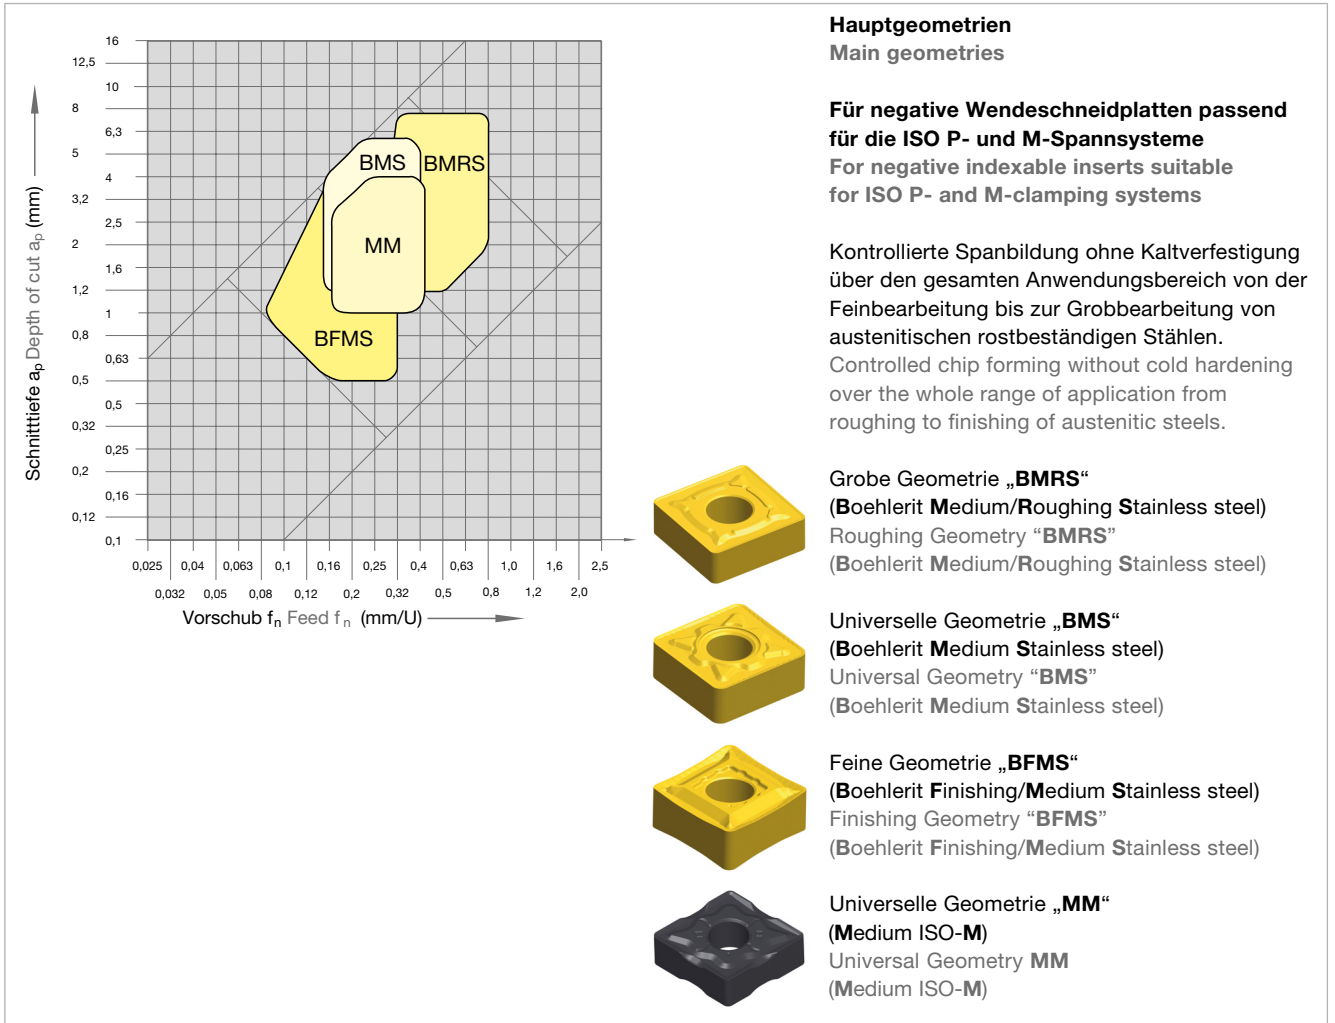 16
12,5
10
8
6,3
5
4
3,2
2,5
2
1,6
1,2
1
0,8
0,63
0,5
0,5
0,32
0,25
0,2
0,16
0,12
0,1
Schnitttiefe ap Depth of cut ap (mm)
BMS
BMRS
MM
BFMS
0,025 0,04 0,063 0,1 0,16 0,25 0,4 0,63 1,0 1,6 2,5
0,032 0,05 0,08 0,12 0,2 0,32 0,5 0,8 1,2 2,0
Vorschub fn Feed fn (mm/U)
Hauptgeometrien
Main geometries
Für negative Wendeschneidplatten passend
für die ISO P- und M-Spannsysteme
For negative indexable inserts suitable
for ISO P- and M-clamping systems
Kontrollierte Spanbildung ohne Kaltverfestigung
über den gesamten Anwendungsbereich von der
Feinbearbeitung bis zur Grobbearbeitung von
austenitischen rostbeständigen Stählen.
Controlled chip forming without cold hardening
over the whole range of application from
roughing to finishing of austenitic steels.
Grobe Geometrie „BMRS“
(Boehlerit Medium/Roughing Stainless steel)
Roughing Geometry “BMRS”
(Boehlerit Medium/Roughing Stainless steel)
Universelle Geometrie „BMS“
(Boehlerit Medium Stainless steel)
Universal Geometry “BMS”
(Boehlerit Medium Stainless steel)
Feine Geometrie „BFMS“
(Boehlerit Finishing/Medium Stainless steel)
Finishing Geometry “BFMS”
(Boehlerit Finishing/Medium Stainless steel)
Universelle Geometrie „MM“
(Medium ISO-M)
Universal Geometry MM
(Medium ISO-M)